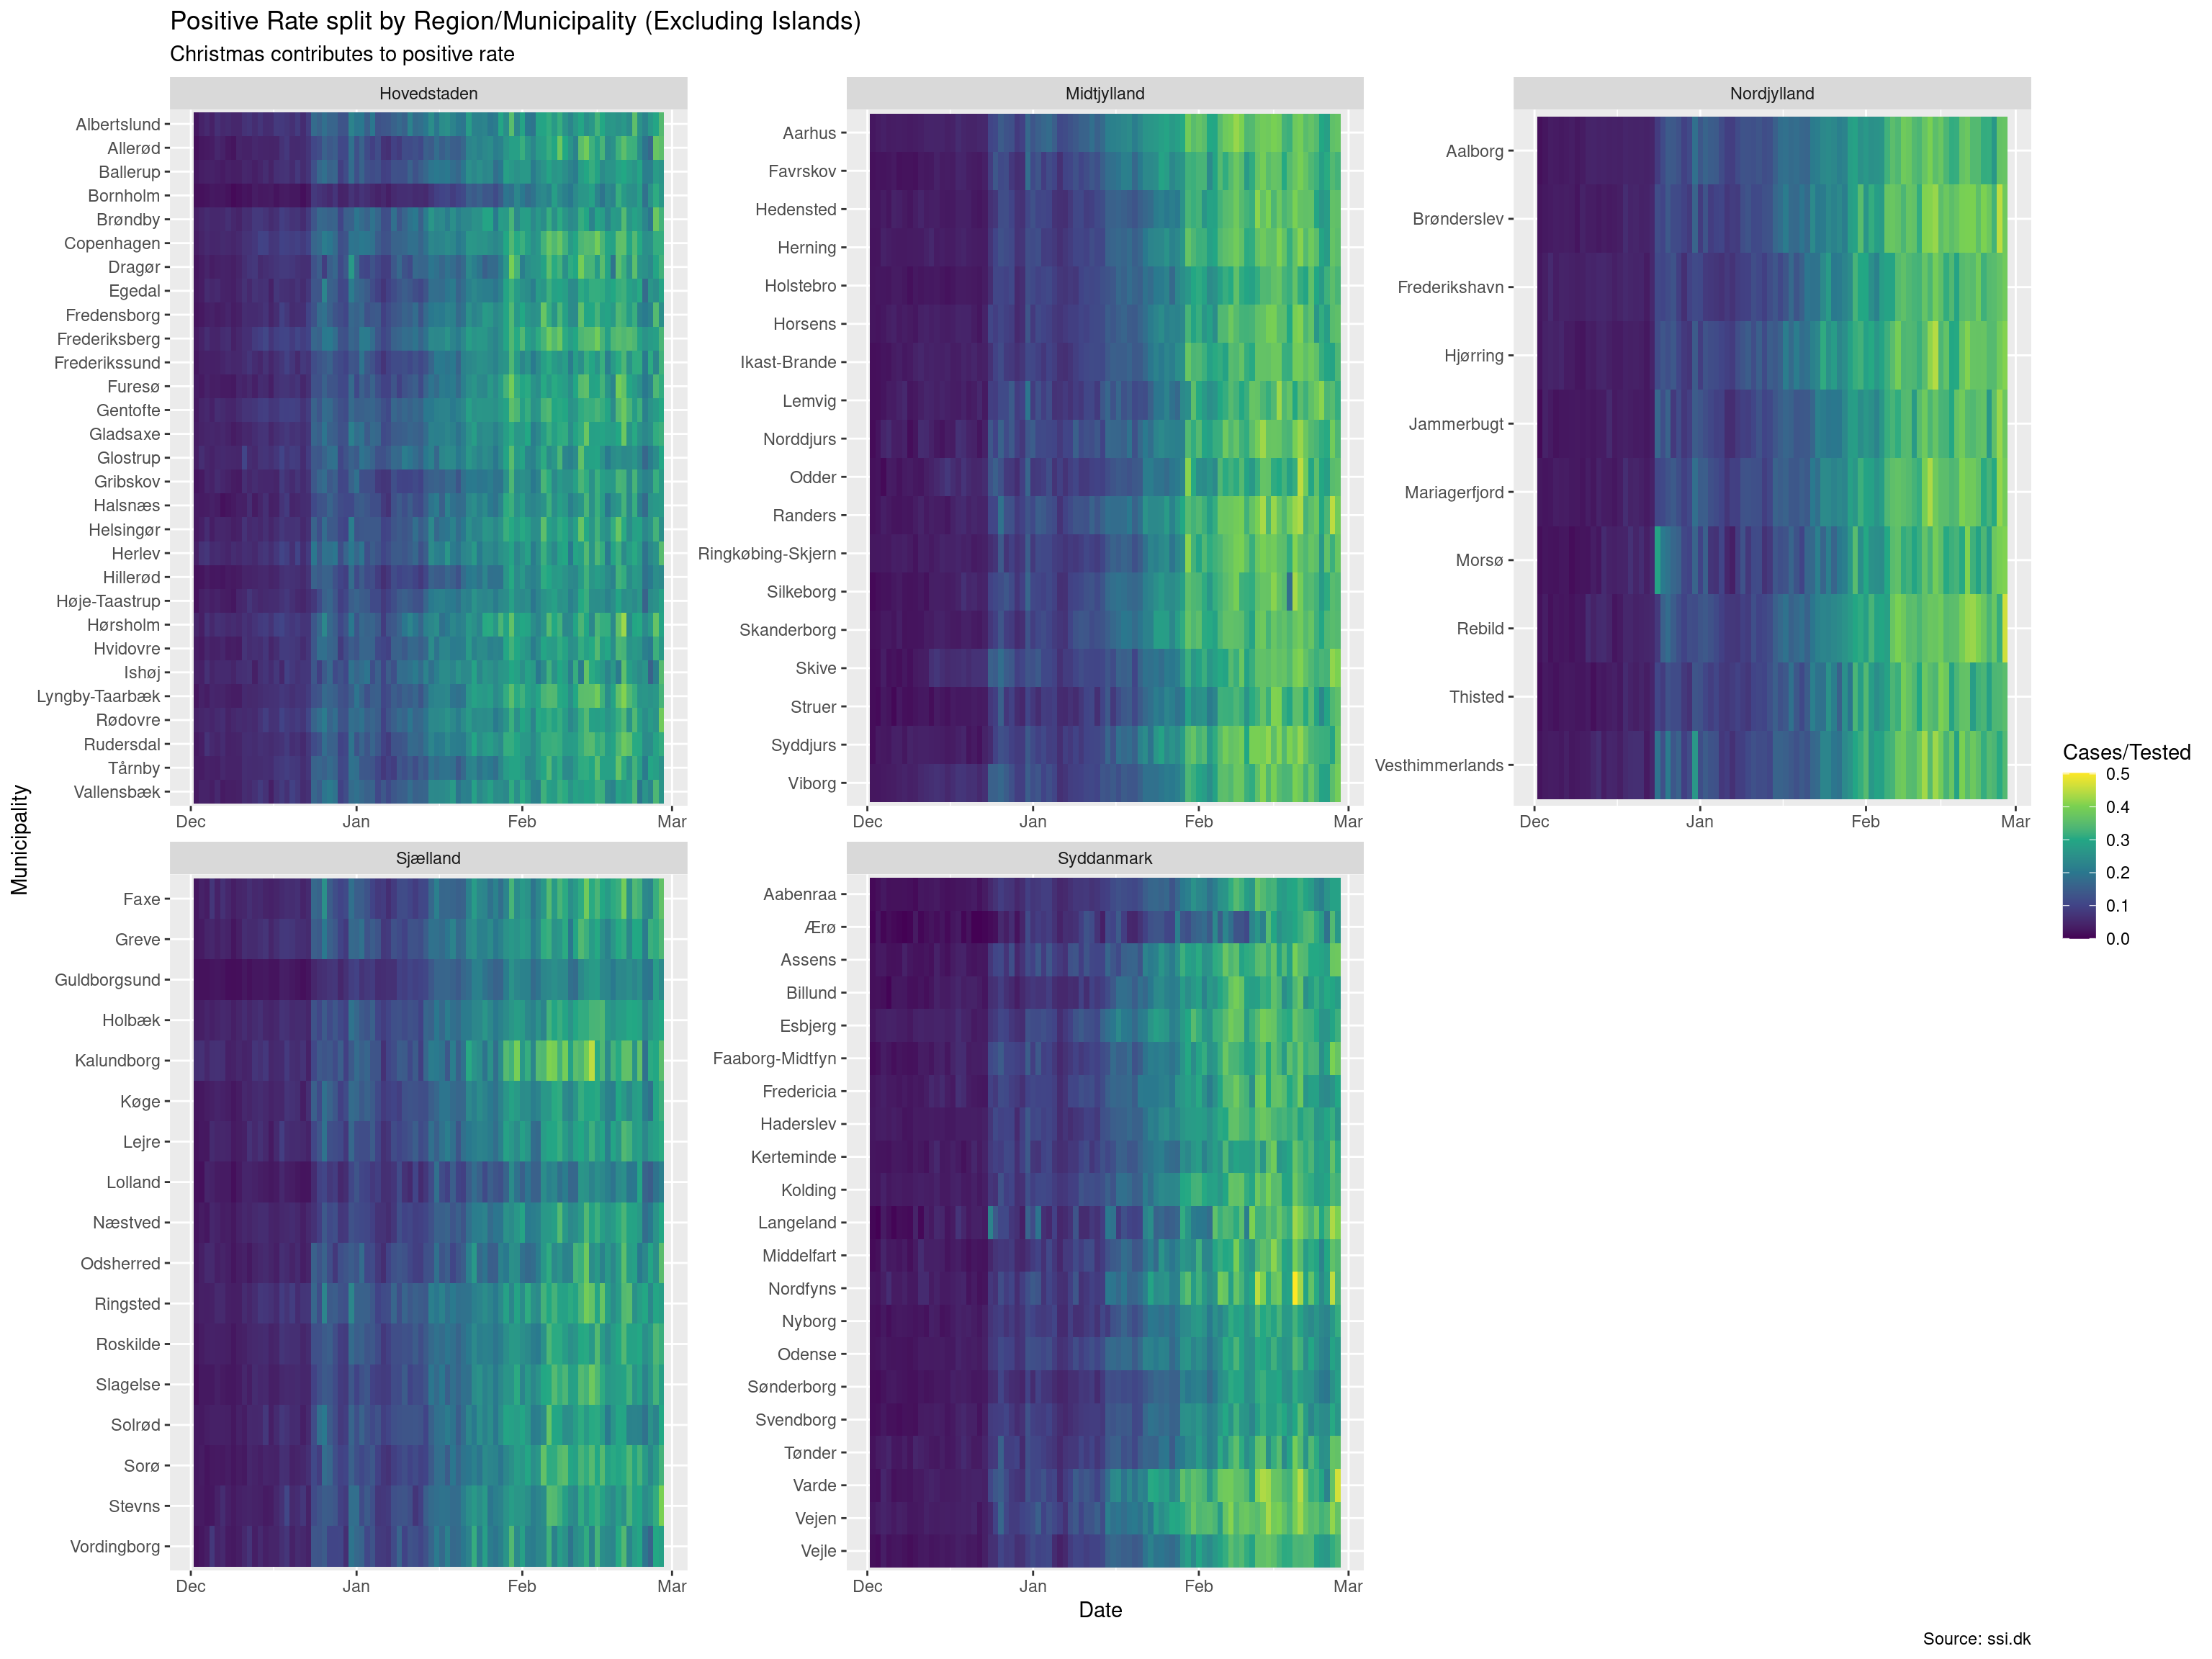 Positive Rate split by Region/Municipality (Excluding Islands)
Christmas contributes to positive rate
Municipality
Hovedstaden
Albertslund
Allerød
Ballerup
Bornholm
Brøndby
Copenhagen
Dragør
Egedal
Fredensborg
Frederiksberg
Frederikssund
Furesø
Gentofte
Gladsaxe
Glostrup
Gribskov
Halsnæs
Helsingør
Herlev
Hillerød
Høje-Taastrup
Hørsholm
Hvidovre
Ishøj
Lyngby-Taarbæk
Rødovre
Rudersdal
Tårnby
Vallensbæk
Dec Jan Feb Mar
Midtjylland
Aarhus
Favrskov
Hedensted
Herning
Holstebro
Horsens
Ikast-Brande
Lemvig
Norddjurs
Odder
Randers
Ringkøbing-Skjern
Silkeborg
Skanderborg
Skive
Struer
Syddjurs
Viborg
Dec Jan Feb Mar
Nordjylland
Aalborg
Brønderslev
Frederikshavn
Hjørring
Jammerbugt
Mariagerfjord
Morsø
Rebild
Thisted
Vesthimmerlands
Dec Jan Feb Mar
Sjælland
Faxe
Greve
Guldborgsund
Holbæk
Kalundborg
Køge
Lejre
Lolland
Næstved
Odsherred
Ringsted
Roskilde
Slagelse
Solrød
Sorø
Stevns
Vordingborg
Dec Jan Feb Mar
Syddanmark
Aabenraa
Ærø
Assens
Billund
Esbjerg
Faaborg-Midtfyn
Fredericia
Haderslev
Kerteminde
Kolding
Langeland
Middelfart
Nordfyns
Nyborg
Odense
Sønderborg
Svendborg
Tønder
Varde
Vejen
Vejle
Dec Jan Feb Mar
Date
Cases/Tested
0.5
0.4
0.3
0.2
0.1
0.0
Source: ssi.dk